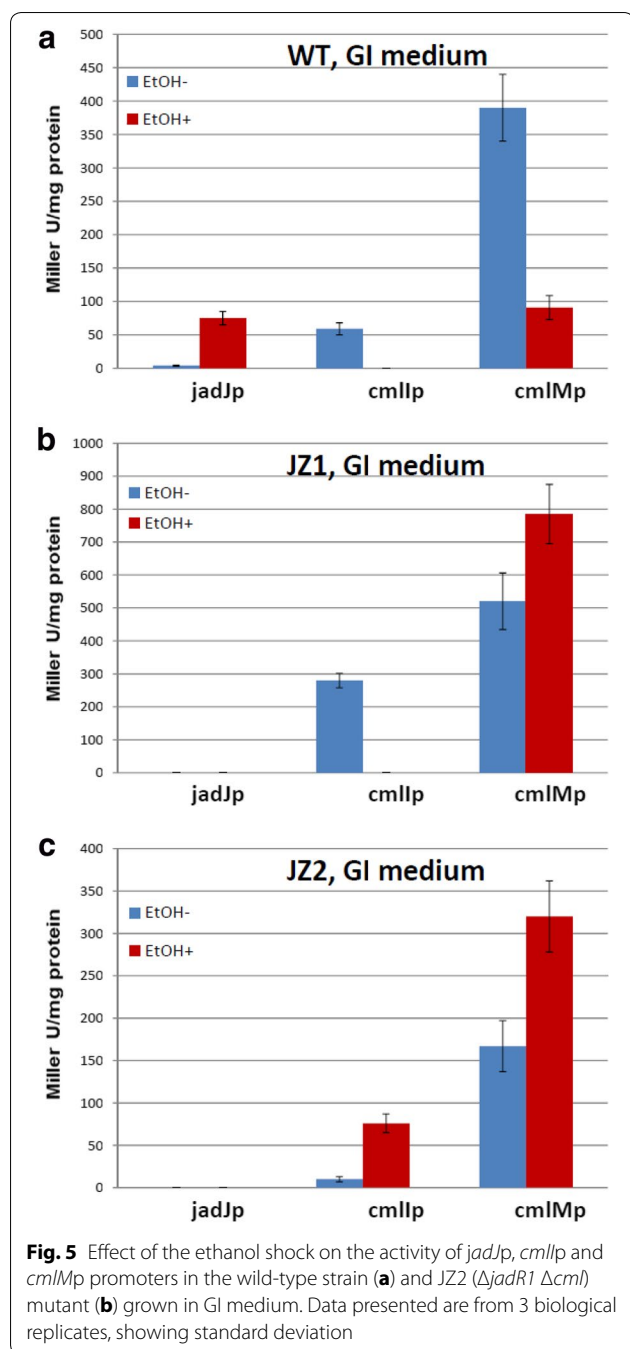 a
WT, GI medium
EtOH-
EtOH+
Miller U/mg protein
500
450
400
350
300
250
200
150
100
50
0
jadJp
cmlIp
cmlMp
b
JZ1, GI medium
EtOH-
EtOH+
Miller U/mg protein
1000
900
800
700
600
500
400
300
200
100
0
jadJp
cmlIp
cmlMp
c
JZ2, GI medium
EtOH-
EtOH+
Miller U/mg protein
400
350
300
250
200
150
100
50
0
jadJp
cmlIp
cmlMp
Fig. 5 Effect of the ethanol shock on the activity of jadJp, cmlIp and
cmlMp promoters in the wild-type strain (a) and JZ2 (ΔjadR1 Δcml)
mutant (b) grown in GI medium. Data presented are from 3 biological
replicates, showing standard deviation